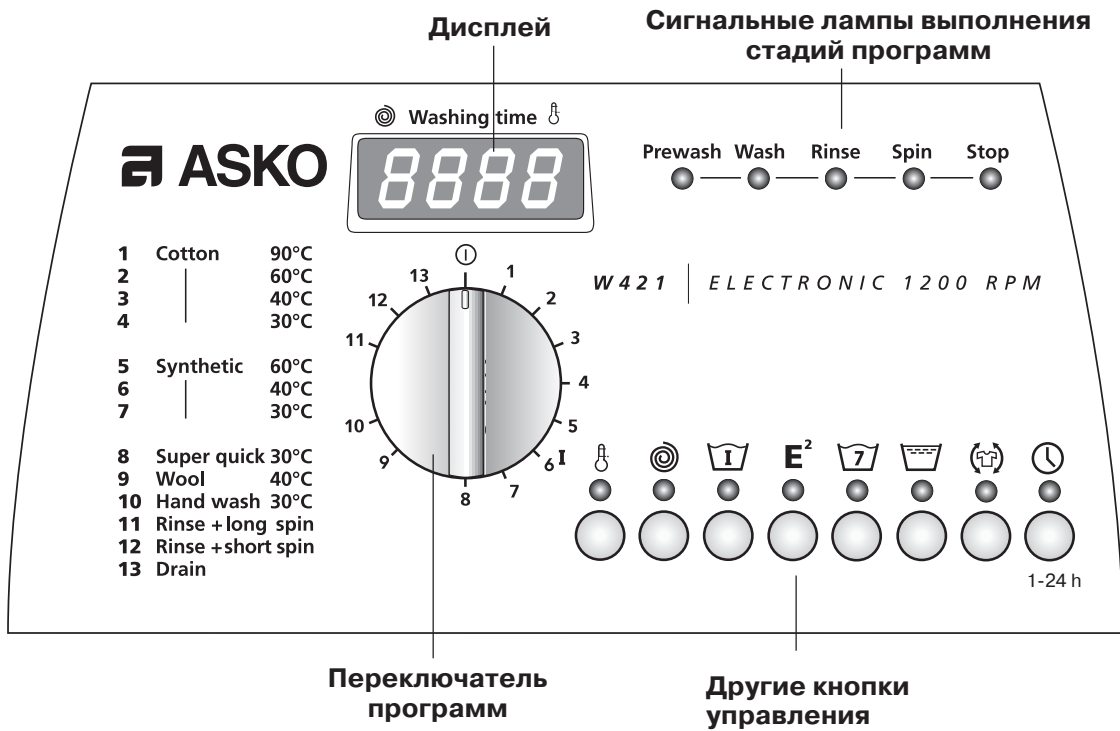 Дисплей
Сигнальные лампы выполнения
стадий программ
Washing time
ASKO
8888
Prewash Wash Rinse Spin Stop
1 Cotton 90°C
2 60°C
3 40°C
4 30°C
5 Synthetic 60°C
6 40°C
7 30°C
8 Super quick 30°C
9 Wool 40°C
10 Hand wash 30°C
11 Rinse + long spin
12 Rinse + short spin
13 Drain
1
2
3
4
5
6 I
7
8
9
10
11
12
13
W421 ELECTRONIC 1200 RPM
I E² 7
1-24 h
Переключатель
программ
Другие кнопки
управления